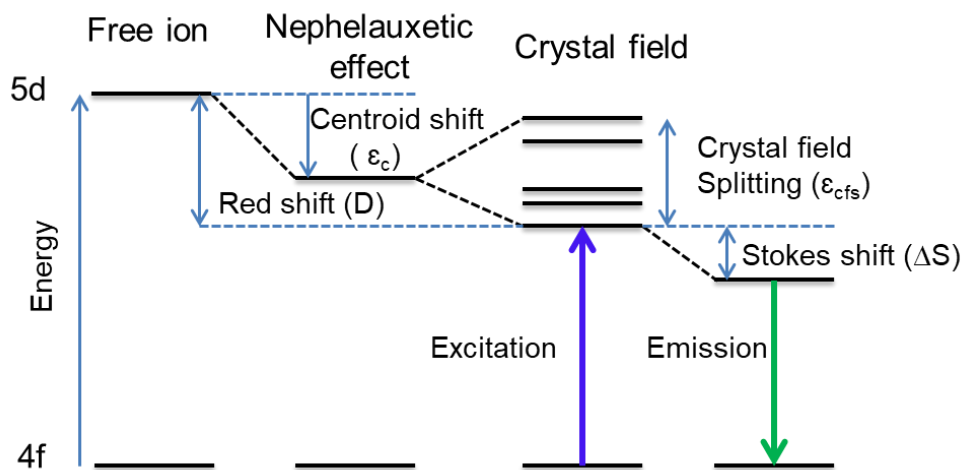 Free ion
Nephelauxetic
effect
Crystal field
5d
Centroid shift
( εc)
Crystal field
Splitting (εcfs)
Red shift (D)
Stokes shift (ΔS)
Energy
Excitation
Emission
4f